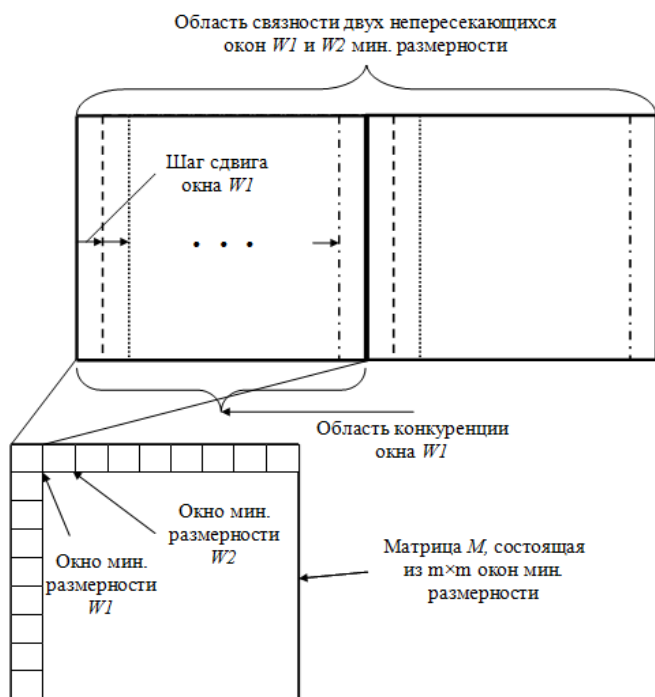 Область связности двух непересекающихся
окон W1 и W2 мин. размерности
Шаг сдвига
окна W1
Область конкуренции
окна W1
Окно мин.
размерности
W2
Окно мин.
размерности
W1
Матрица M, состоящая
из m×m окон мин.
размерности